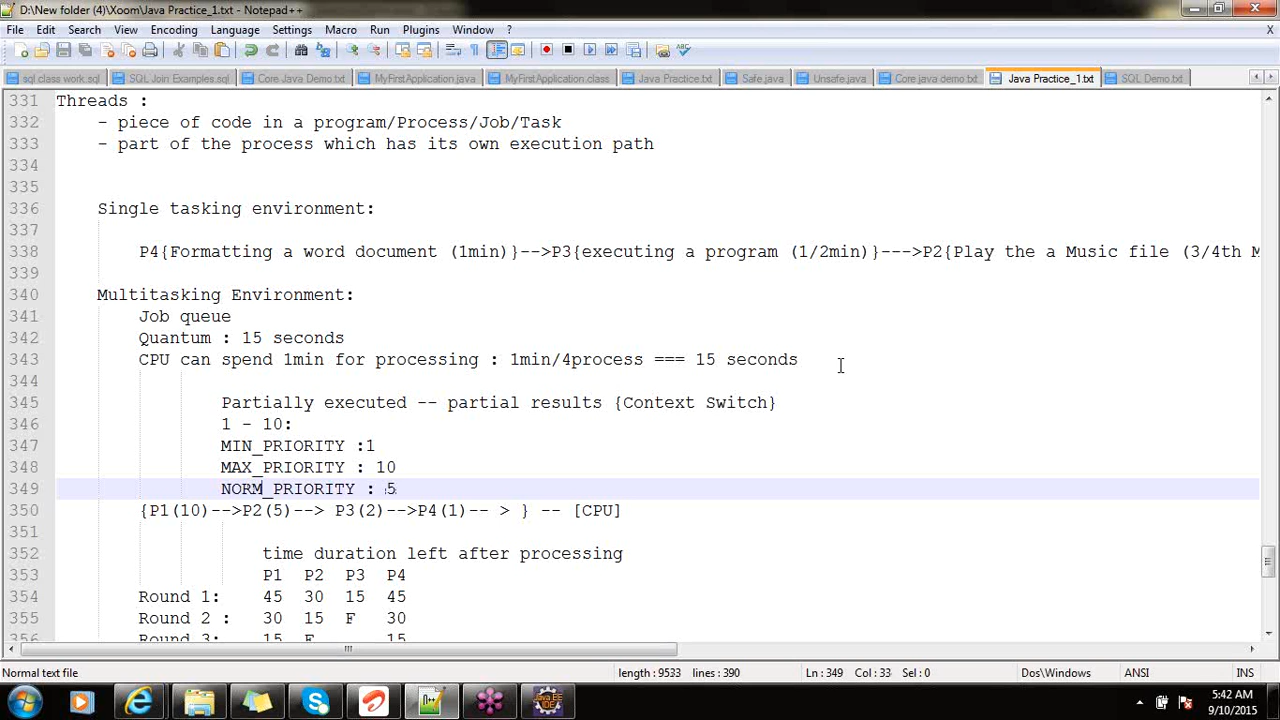 D:\New folder (4)\Xoom\Java Practice_1.txt - Notepad++
File Edit Search View Encoding Language Settings Macro Run Plugins Window ? X
sql class work.sql SQL Join Examples.sql Core Java Demo.txt MyFirstApplication.java MyFirstApplication.class Java Practice.txt Safe.java Unsafe.java Core java demo.txt Java Practice_1.txt SQL Demo.txt
331 Threads :
332 - piece of code in a program/Process/Job/Task
333 - part of the process which has its own execution path
334
335
336 Single tasking environment:
337
338 P4{Formatting a word document (1min)}-->P3{executing a program (1/2min)}--->P2{Play the a Music file (3/4th M
339
340 Multitasking Environment:
341 Job queue
342 Quantum : 15 seconds
343 CPU can spend 1min for processing : 1min/4process === 15 seconds
344
345 Partially executed -- partial results {Context Switch}
346 1 - 10:
347 MIN_PRIORITY :1
348 MAX_PRIORITY : 10
349 NORM_PRIORITY : 5
350 {P1(10)-->P2(5)--> P3(2)-->P4(1)-- > } -- [CPU]
351
352 time duration left after processing
353 P1 P2 P3 P4
354 Round 1: 45 30 15 45
355 Round 2 : 30 15 F 30
356 Round 3: 15 F 15
Normal text file length : 9533 lines : 390 Ln : 349 Col : 33 Sel : 0 Dos\Windows ANSI INS
5:42 AM
9/10/2015